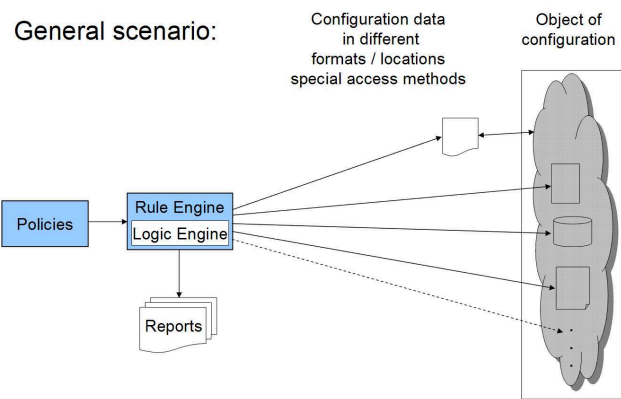 General scenario:
Configuration data
in different
formats / locations
special access methods
Object of
configuration
Policies
Rule Engine
Logic Engine
Reports